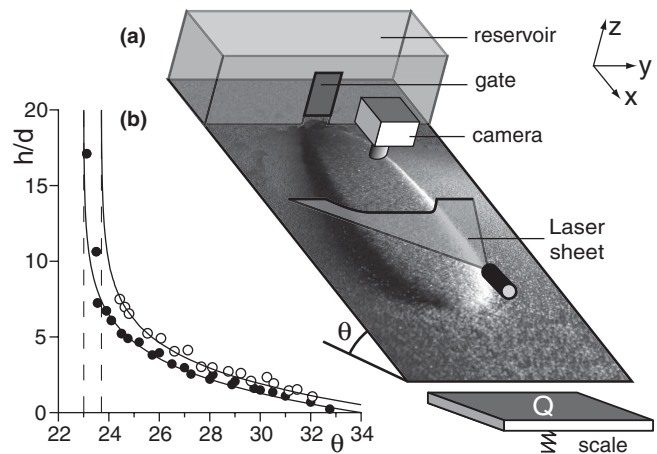 (a)
reservoir
gate
camera
z
y
x
(b)
h/d
20
15
10
5
0
22 24 26 28 30 32 34
θ
Laser
sheet
θ
Q
scale